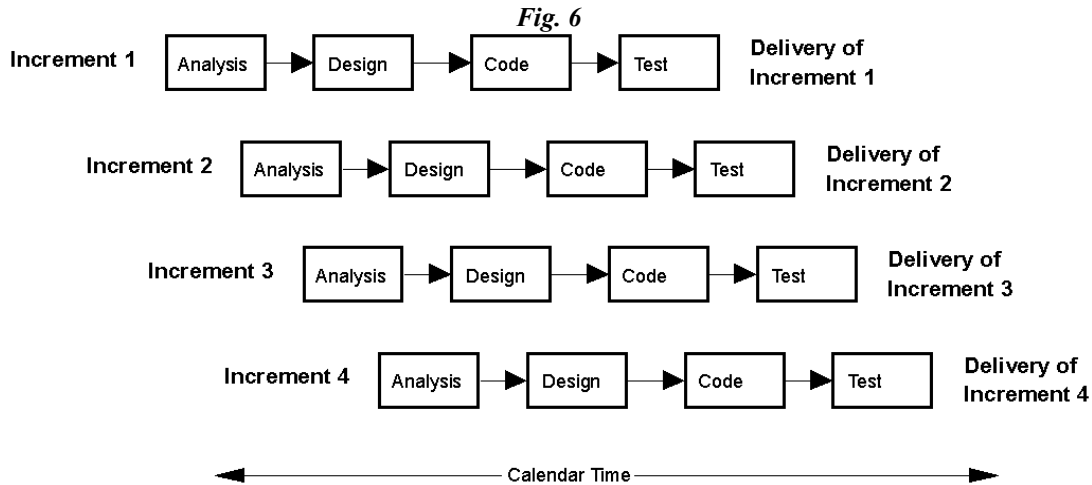 Fig. 6
Increment 1 Analysis Design Code Test Delivery of
Increment 1
Increment 2 Analysis Design Code Test Delivery of
Increment 2
Increment 3 Analysis Design Code Test Delivery of
Increment 3
Increment 4 Analysis Design Code Test Delivery of
Increment 4
Calendar Time